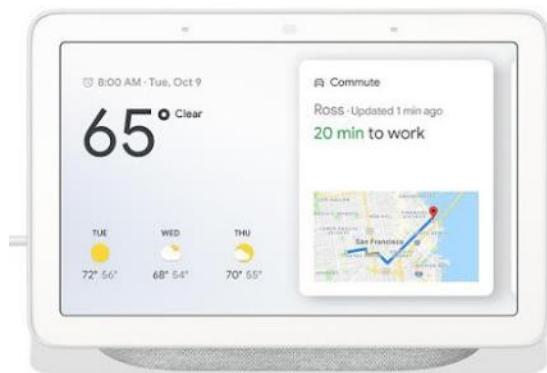 8:00 AM · Tue, Oct 9
65° Clear
TUE
72° 56°
WED
68° 54°
THU
70° 55°
Commute
Ross · Updated 1 min ago
20 min to work
San Francisco